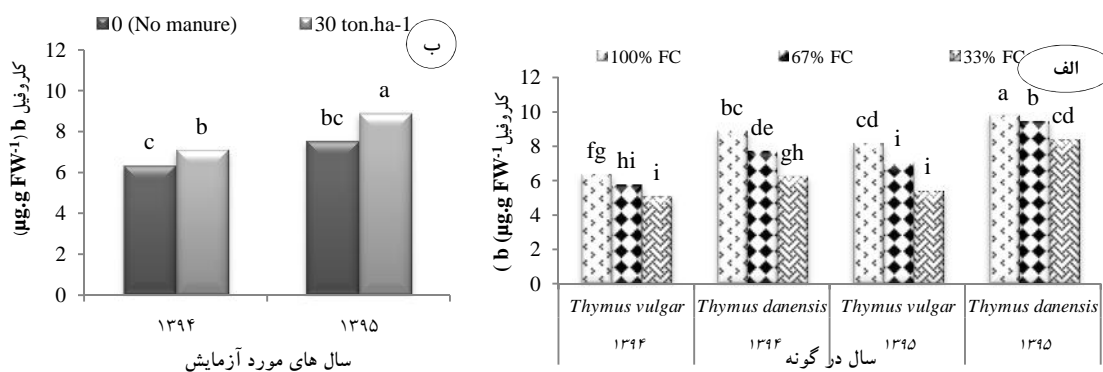 0 (No manure) 30 ton.ha-1
ب
کلروفیل b (µg.g FW-1)
12
10
8
6
4
2
0
c b bc a
۱۳۹۴ ۱۳۹۵
سال های مورد آزمایش
100% FC 67% FC 33% FC
الف
کلروفیل b (µg.g FW-1)
12
10
8
6
4
2
0
fg hi i bc de gh cd i i a b cd
Thymus vulgar Thymus danensis Thymus vulgar Thymus danensis
۱۳۹۴ ۱۳۹۴ ۱۳۹۵ ۱۳۹۵
سال در گونه